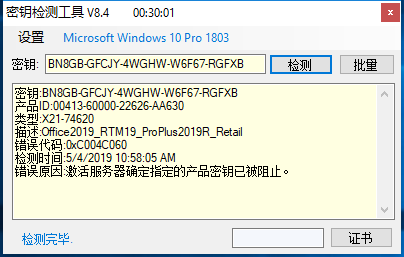 密钥检测工具 V8.4 00:30:01
设置 Microsoft Windows 10 Pro 1803
密钥: BN8GB-GFCJY-4WGHW-W6F67-RGFXB 检测 批量
密钥:BN8GB-GFCJY-4WGHW-W6F67-RGFXB
产品ID:00413-60000-22626-AA630
类型:X21-74620
描述:Office2019_RTM19_ProPlus2019R_Retail
错误代码:0xC004C060
检测时间:5/4/2019 10:58:05 AM
错误原因:激活服务器确定指定的产品密钥已被阻止。
检测完毕. 证书